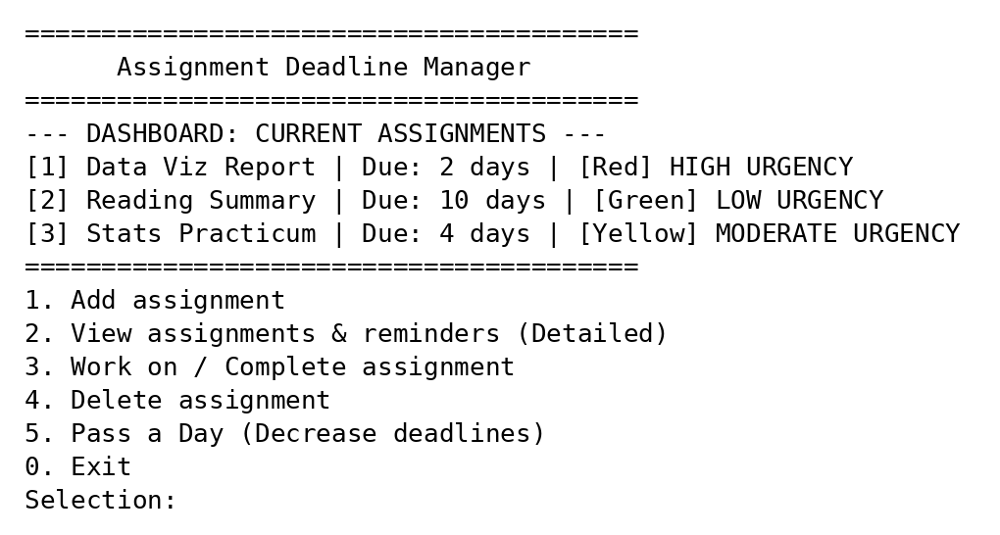 ========================================
      Assignment Deadline Manager
========================================
--- DASHBOARD: CURRENT ASSIGNMENTS ---
[1] Data Viz Report | Due: 2 days | [Red] HIGH URGENCY
[2] Reading Summary | Due: 10 days | [Green] LOW URGENCY
[3] Stats Practicum | Due: 4 days | [Yellow] MODERATE URGENCY
========================================
1. Add assignment
2. View assignments & reminders (Detailed)
3. Work on / Complete assignment
4. Delete assignment
5. Pass a Day (Decrease deadlines)
0. Exit
Selection: